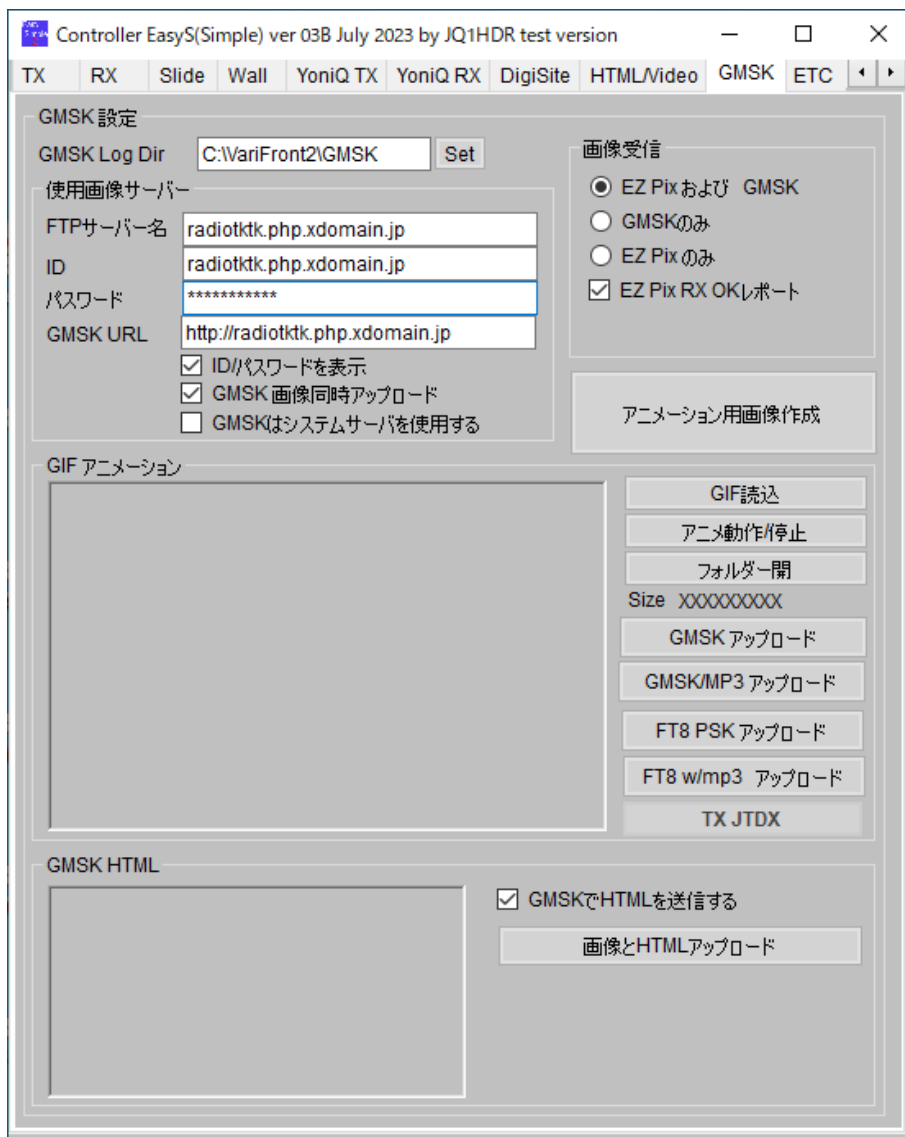 Controller EasyS(Simple) ver 03B July 2023 by JQ1HDR test version
TX RX Slide Wall YoniQ TX YoniQ RX DigiSite HTML/Video GMSK ETC
GMSK 設定
GMSK Log Dir C:\VariFront2\GMSK Set
使用画像サーバー
FTPサーバー名 radiotktk.php.xdomain.jp
ID radiotktk.php.xdomain.jp
パスワード ***********
GMSK URL http://radiotktk.php.xdomain.jp
ID/パスワードを表示
GMSK 画像同時アップロード
GMSKはシステムサーバを使用する
画像受信
EZ Pixおよび GMSK
GMSKのみ
EZ Pix のみ
EZ Pix RX OKレポート
アニメーション用画像作成
GIF アニメーション
GIF読込
アニメ動作/停止
フォルダー開
Size XXXXXXXXX
GMSK アップロード
GMSK/MP3 アップロード
FT8 PSK アップロード
FT8 w/mp3 アップロード
TX JTDX
GMSK HTML
GMSKでHTMLを送信する
画像とHTMLアップロード